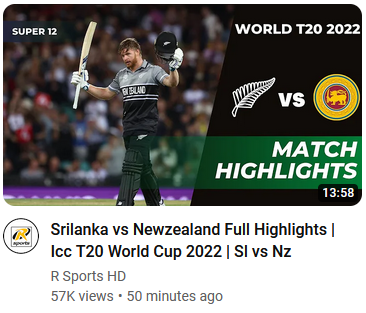 SUPER 12
WORLD T20 2022
NEW ZEALAND
VS
MATCH
HIGHLIGHTS
13:58
Srilanka vs Newzealand Full Highlights |
Icc T20 World Cup 2022 | Sl vs Nz
R Sports HD
57K views • 50 minutes ago